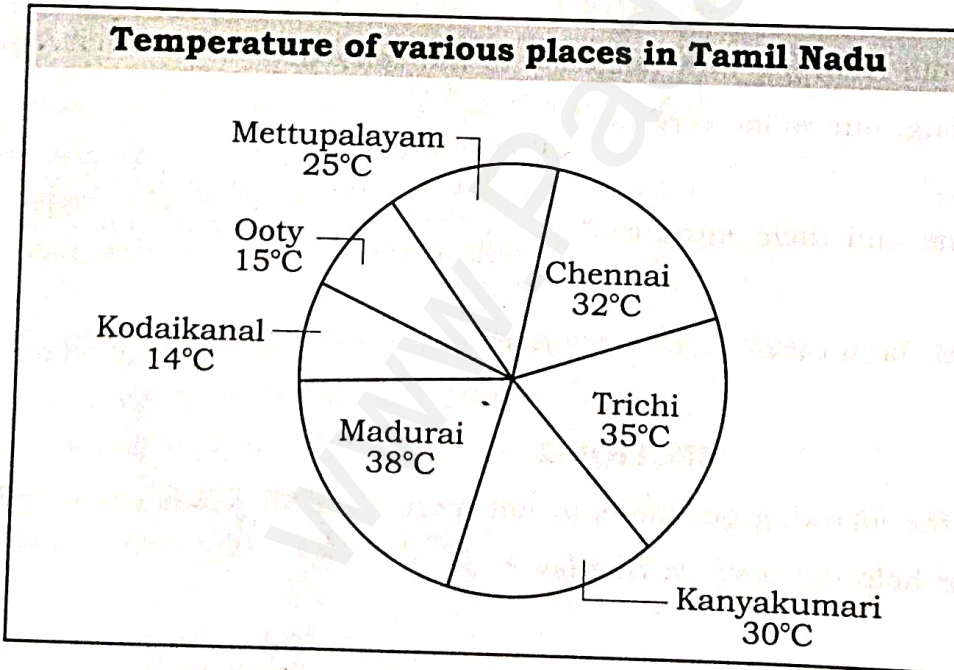 Temperature of various places in Tamil Nadu
Mettupalayam
25°C
Ooty
15°C
Chennai
32°C
Kodaikanal
14°C
Trichi
35°C
Madurai
38°C
Kanyakumari
30°C